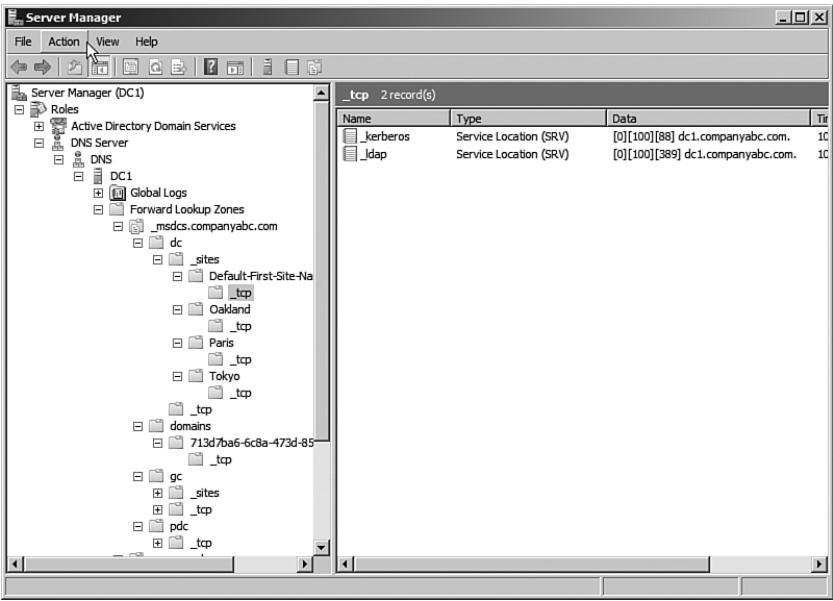 Server Manager
File Action View Help
Server Manager (DC1)
Roles
Active Directory Domain Services
DNS Server
DNS
DC1
Global Logs
Forward Lookup Zones
_msdcs.companyabc.com
dc
_sites
Default-First-Site-Na
_tcp
Oakland
_tcp
Paris
_tcp
Tokyo
_tcp
_tcp
domains
713d7ba6-6c8a-473d-85
_tcp
gc
_sites
_tcp
pdc
_tcp
_tcp 2 record(s)
Name Type Data
_kerberos Service Location (SRV) [0][100][88] dc1.companyabc.com. 10
_ldap Service Location (SRV) [0][100][389] dc1.companyabc.com. 10